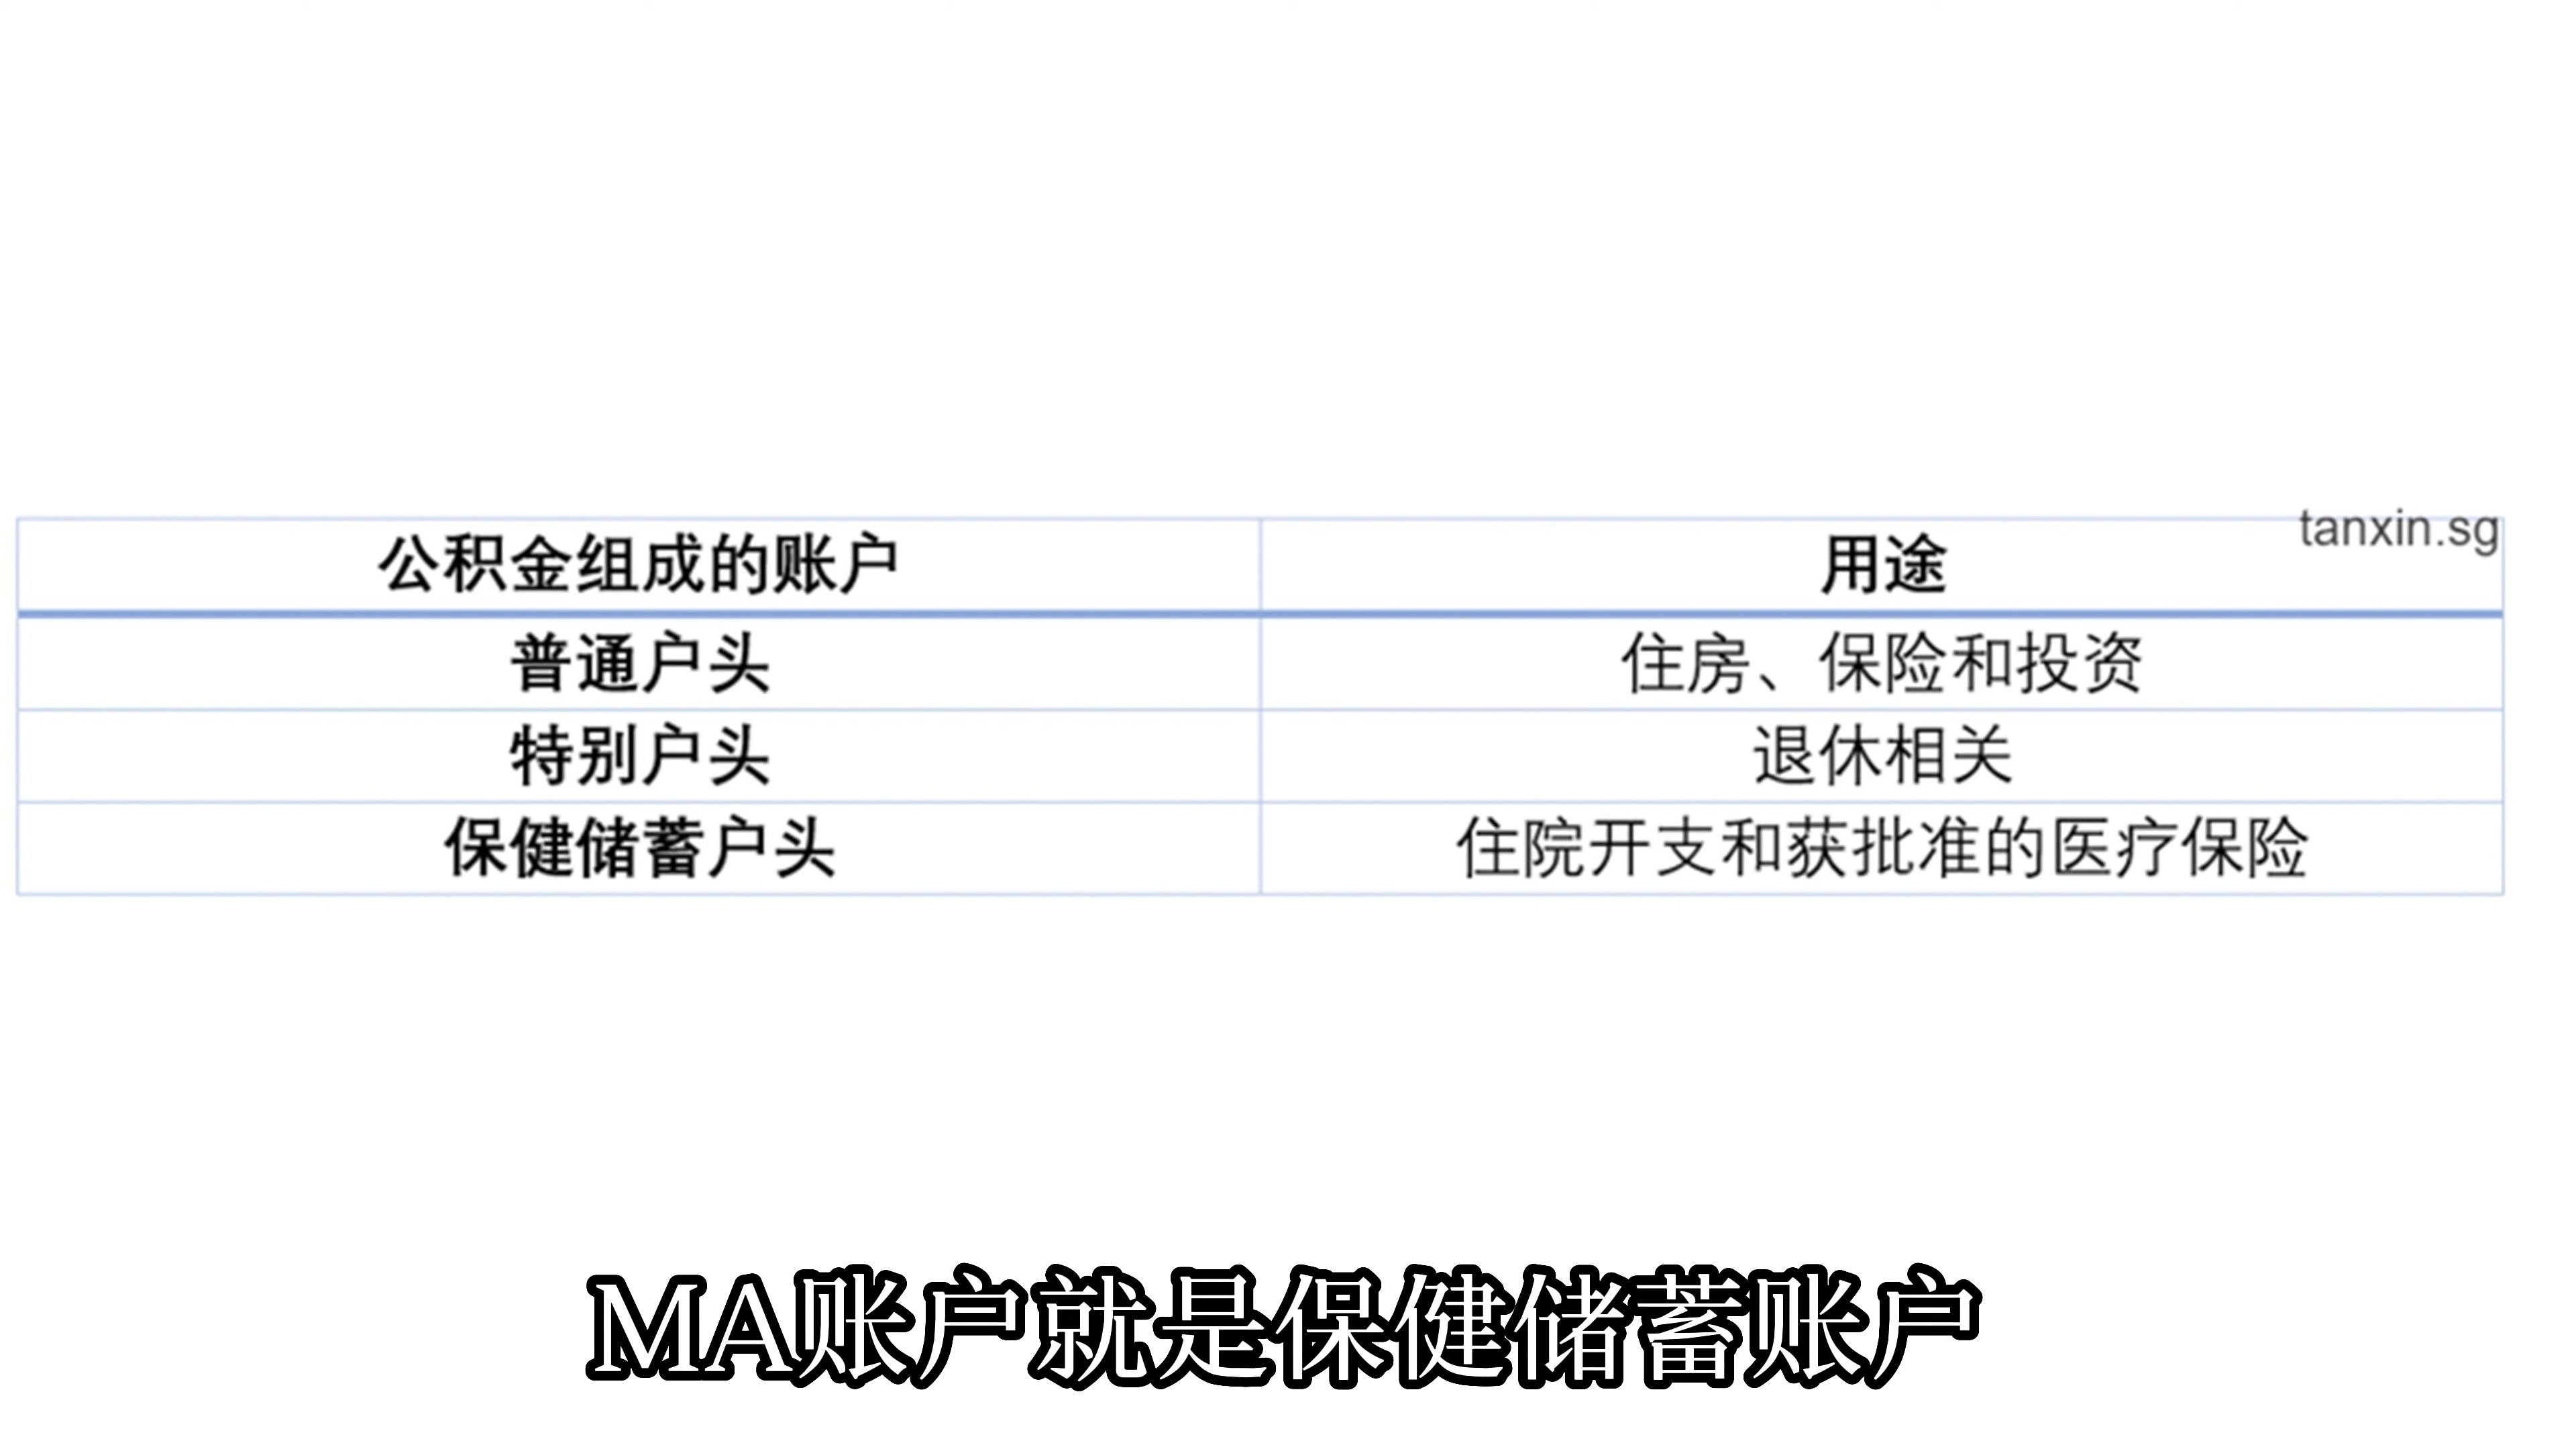 tanxin.sg
公积金组成的账户 用途
普通户头 住房、保险和投资
特别户头 退休相关
保健储蓄户头 住院开支和获批准的医疗保险
MA账户就是保健储蓄账户